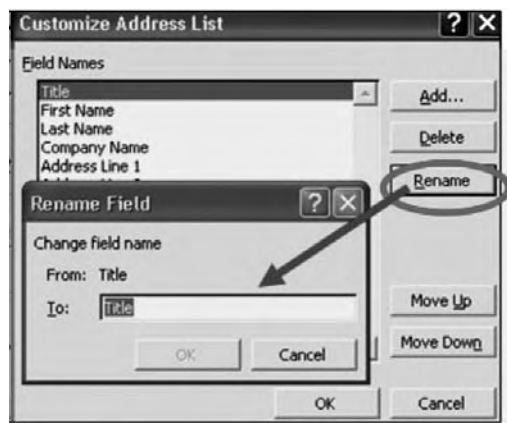 Customize Address List ? X
Field Names
Title
First Name
Last Name
Company Name
Address Line 1
Add...
Delete
Rename
Rename Field ? X
Change field name
From: Title
To: Title
OK Cancel
Move Up
Move Down
OK Cancel